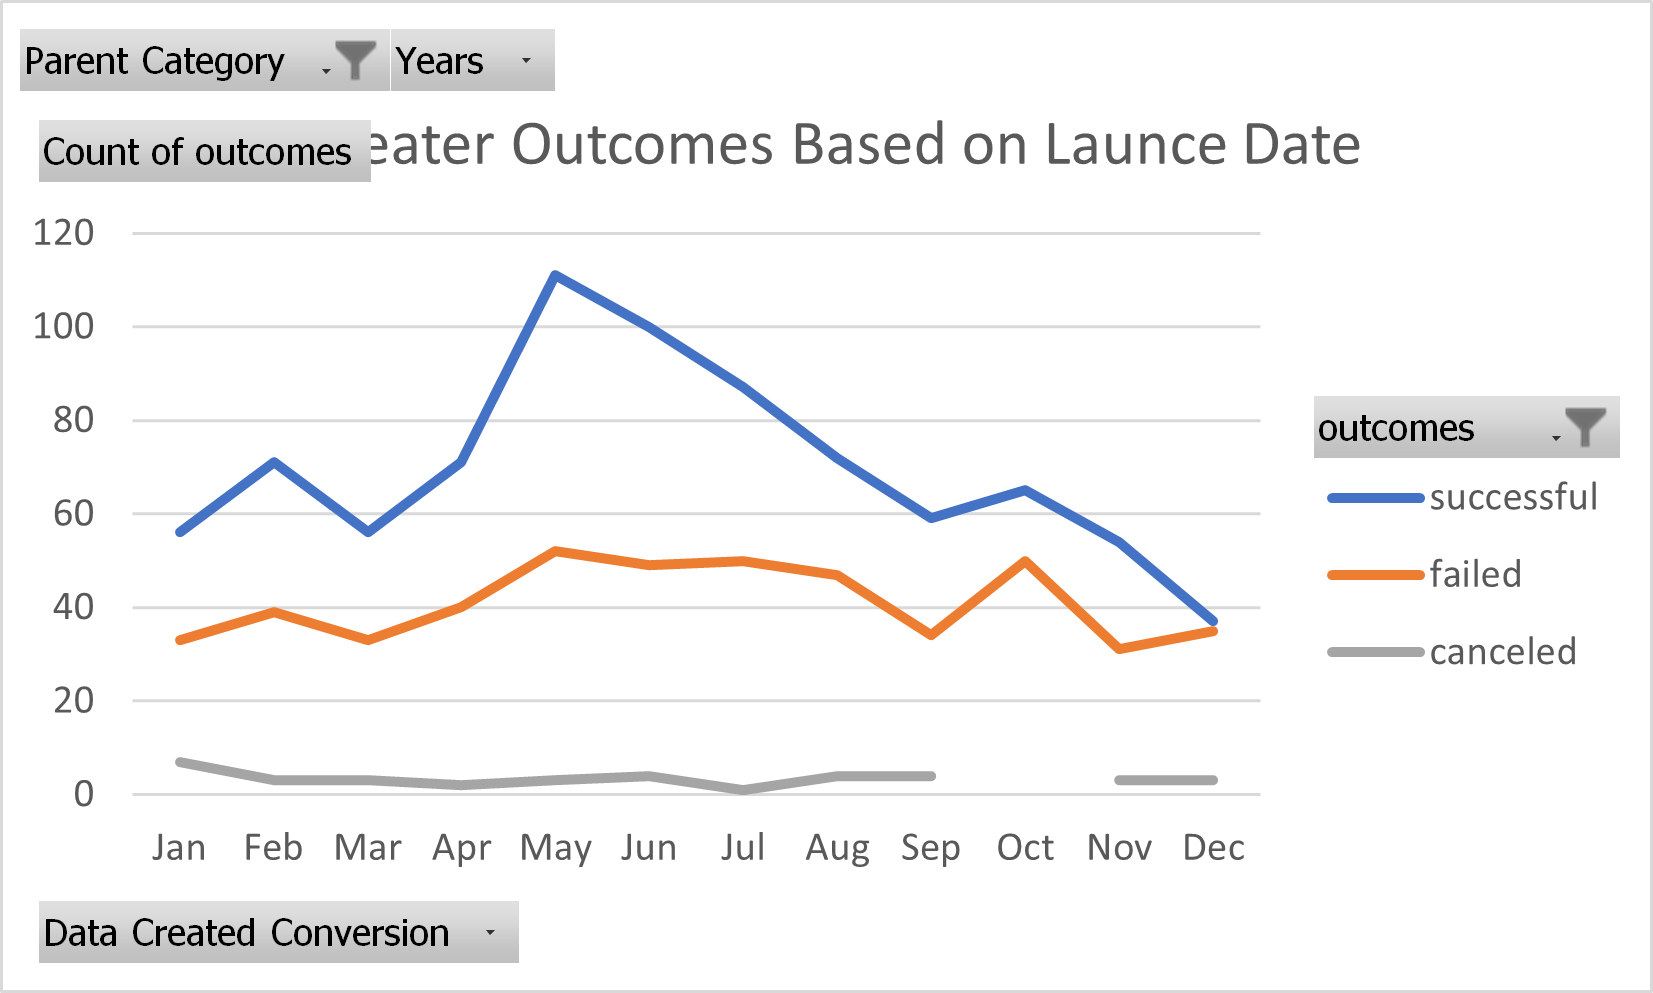 Parent Category Years
Count of outcomes eater Outcomes Based on Launce Date
120
100
80
60
40
20
0
Jan Feb Mar Apr May Jun Jul Aug Sep Oct Nov Dec
outcomes
successful
failed
canceled
Data Created Conversion